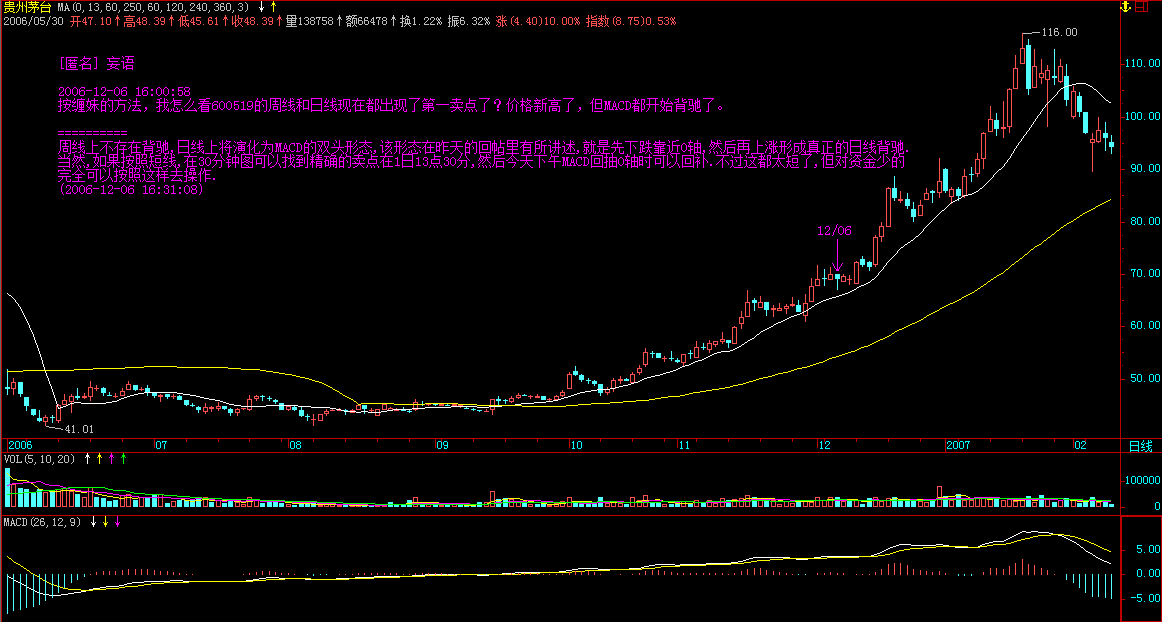 贵州茅台 MA(0,13,60,250,60,120,240,360,3) ↓ ↑
2006/05/30 开47.10↑高48.39↑低45.61↑收48.39↑量138758↑额66478↑换1.22% 振6.32% 涨(4.40)10.00% 指数(8.75)0.53%
116.00
[匿名] 妄语
110.00
2006-12-06 16:00:58
按缠妹的方法，我怎么看600519的周线和日线现在都出现了第一卖点了？价格新高了，但MACD都开始背驰了。
100.00
==========
周线上不存在背驰,日线上将演化为MACD的双头形态,该形态在昨天的回帖里有所讲述,就是先下跌靠近0轴,然后再上涨形成真正的日线背驰.
当然,如果按照短线,在30分钟图可以找到精确的卖点在1日13点30分,然后今天下午MACD回抽0轴时可以回补.不过这都太短了,但对资金少的
完全可以按照这样去操作.
(2006-12-06 16:31:08)
90.00
80.00
12/06
70.00
60.00
50.00
41.01
2006 07 08 09 10 11 12 2007 02 日线
VOL(5,10,20) ↑ ↑ ↑ ↑
100000
0
MACD(26,12,9) ↓ ↓ ↓
5.00
0.00
-5.00